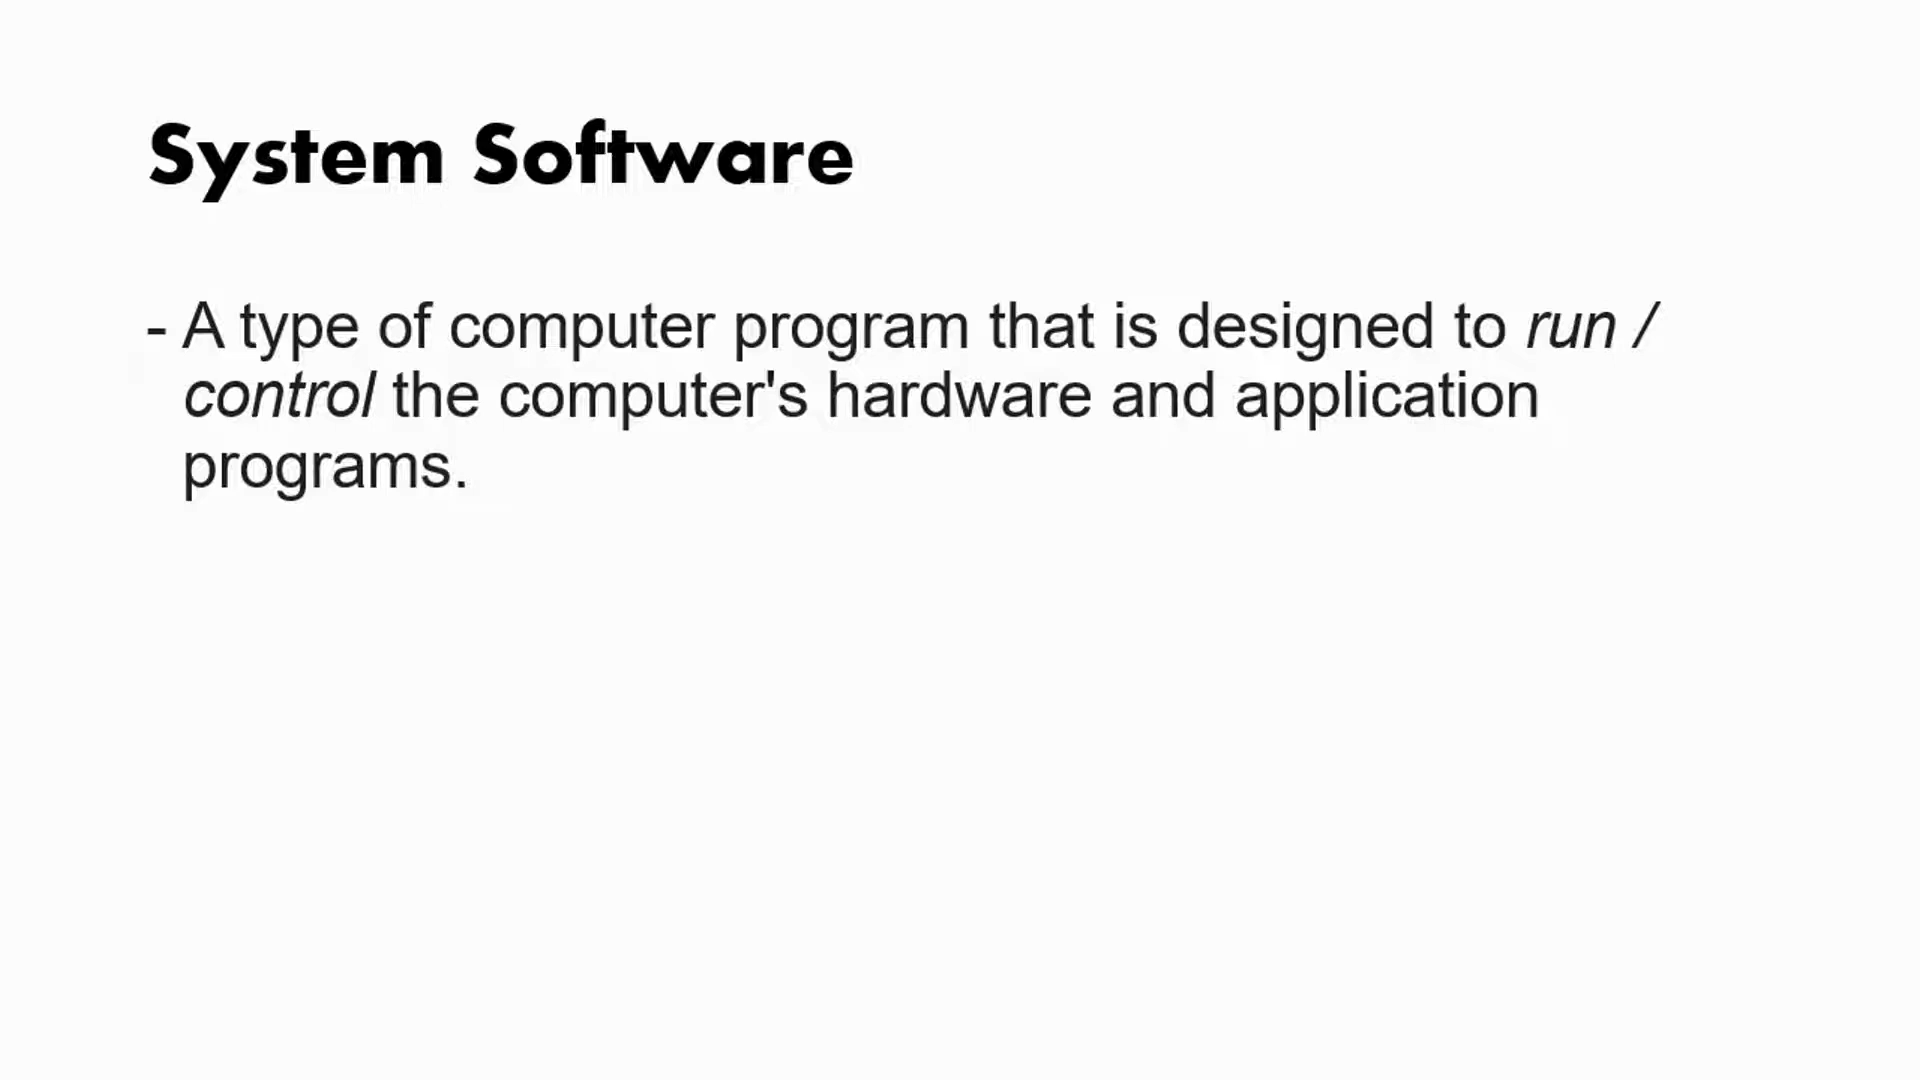 System Software
- A type of computer program that is designed to run /
control the computer's hardware and application
programs.